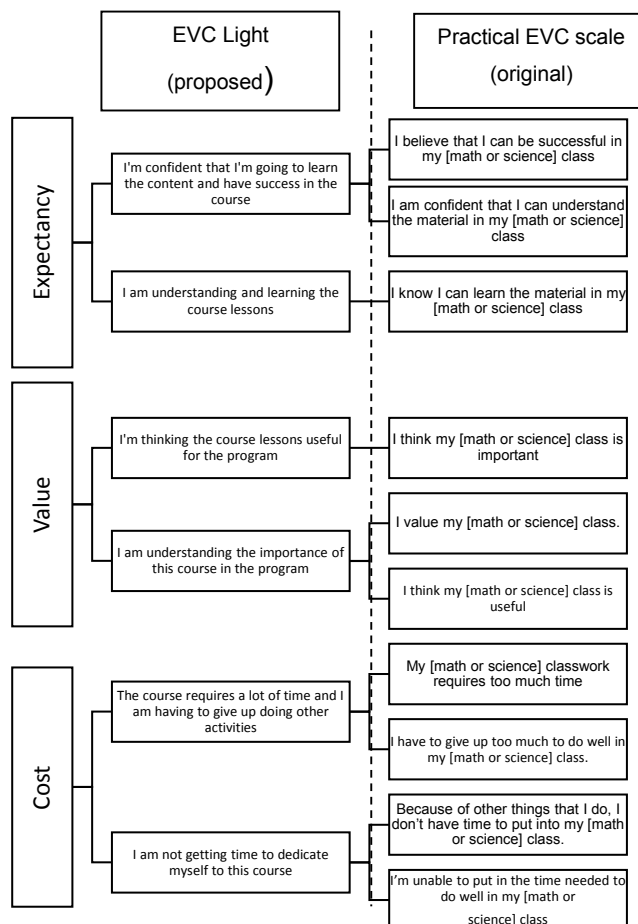 EVC Light
(proposed)
Practical EVC scale
(original)
Expectancy
I'm confident that I'm going to learn
the content and have success in the
course
I believe that I can be successful in
my [math or science] class
I am confident that I can understand
the material in my [math or science]
class
I am understanding and learning the
course lessons
I know I can learn the material in my
[math or science] class
Value
I'm thinking the course lessons useful
for the program
I think my [math or science] class is
important
I am understanding the importance of
this course in the program
I value my [math or science] class.
I think my [math or science] class is
useful
Cost
The course requires a lot of time and I
am having to give up doing other
activities
My [math or science] classwork
requires too much time
I have to give up too much to do well in
my [math or science] class.
I am not getting time to dedicate
myself to this course
Because of other things that I do, I
don't have time to put into my [math
or science] class.
I'm unable to put in the time needed to
do well in my [math or
science] class